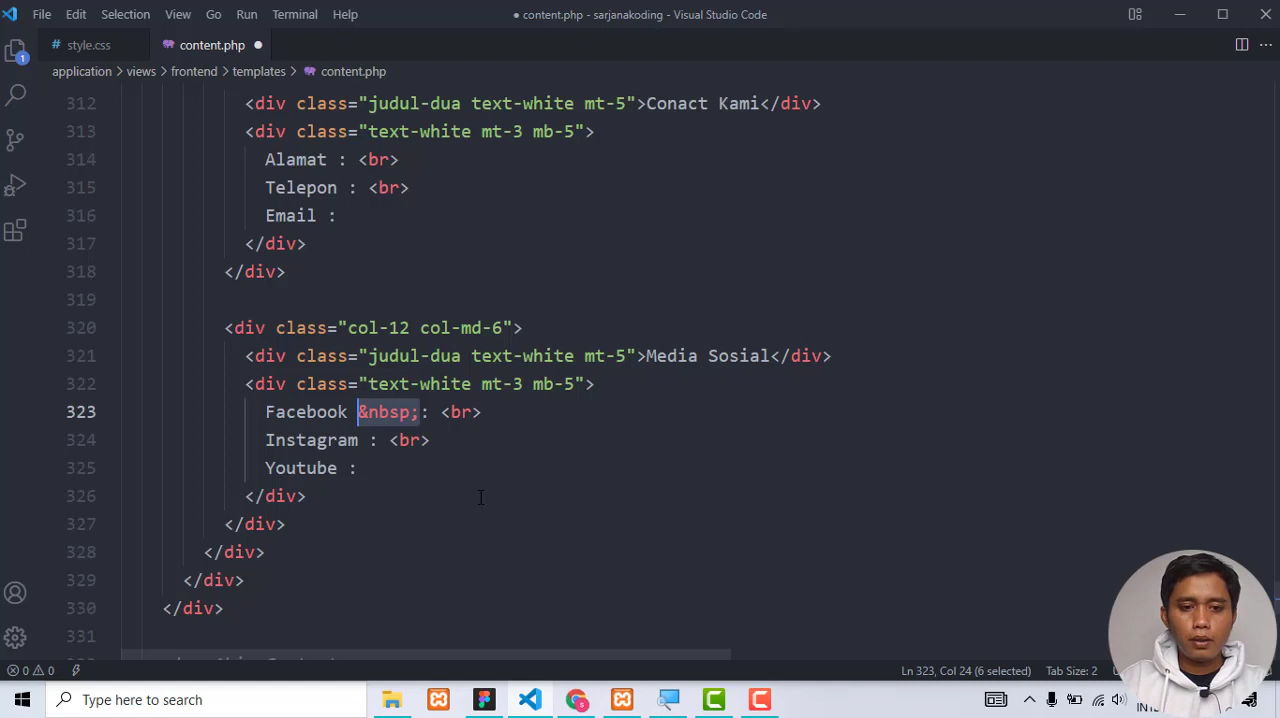 File Edit Selection View Go Run Terminal Help
● content.php - sarjanakoding - Visual Studio Code
# style.css
content.php ●
application > views > frontend > templates > content.php
312 <div class="judul-dua text-white mt-5">Conact Kami</div>
313 <div class="text-white mt-3 mb-5">
314 Alamat : <br>
315 Telepon : <br>
316 Email :
317 </div>
318 </div>
319
320 <div class="col-12 col-md-6">
321 <div class="judul-dua text-white mt-5">Media Sosial</div>
322 <div class="text-white mt-3 mb-5">
323 Facebook &nbsp;: <br>
324 Instagram : <br>
325 Youtube :
326 </div>
327 </div>
328 </div>
329 </div>
330 </div>
331
1
0 0
Ln 323, Col 24 (6 selected)
Tab Size: 2
Type here to search